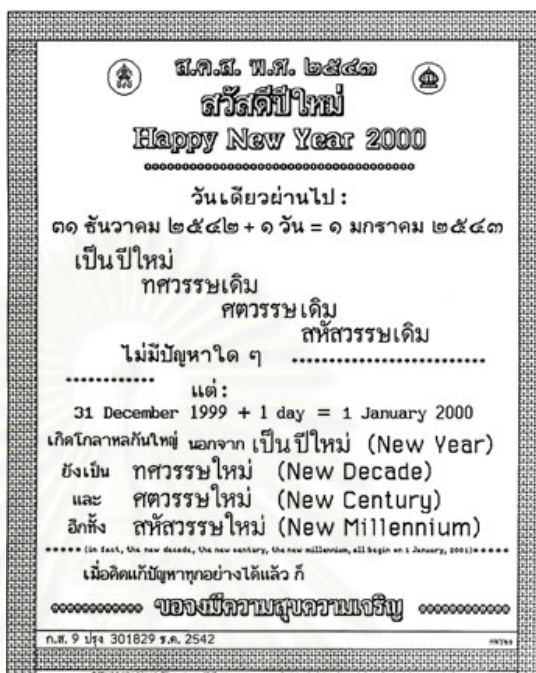 ส.ค.ส. พ.ศ. ๒๕๔๓
สวัสดีปีใหม่
Happy New Year 2000
วันเดียวผ่านไป :
๓๑ ธันวาคม ๒๕๔๒ + ๑ วัน = ๑ มกราคม ๒๕๔๓
เป็นปีใหม่
ทศวรรษเดิม
ศตวรรษเดิม
สหัสวรรษเดิม
ไม่มีปัญหาใด ๆ ..........................
............
แต่ :
31 December 1999 + 1 day = 1 January 2000
เกิดโกลาหลกันใหญ่ นอกจาก เป็นปีใหม่ (New Year)
ยังเป็น ทศวรรษใหม่ (New Decade)
และ ศตวรรษใหม่ (New Century)
อีกทั้ง สหัสวรรษใหม่ (New Millennium)
***** (in fact, the new decade, the new century, the new millennium, all begin on 1 January, 2001)*****
เมื่อคิดแก้ปัญหาทุกอย่างได้แล้ว ก็
ขอจงมีความสุขความเจริญ
ก.ส. 9 ปรุง 301829 ธ.ค. 2542